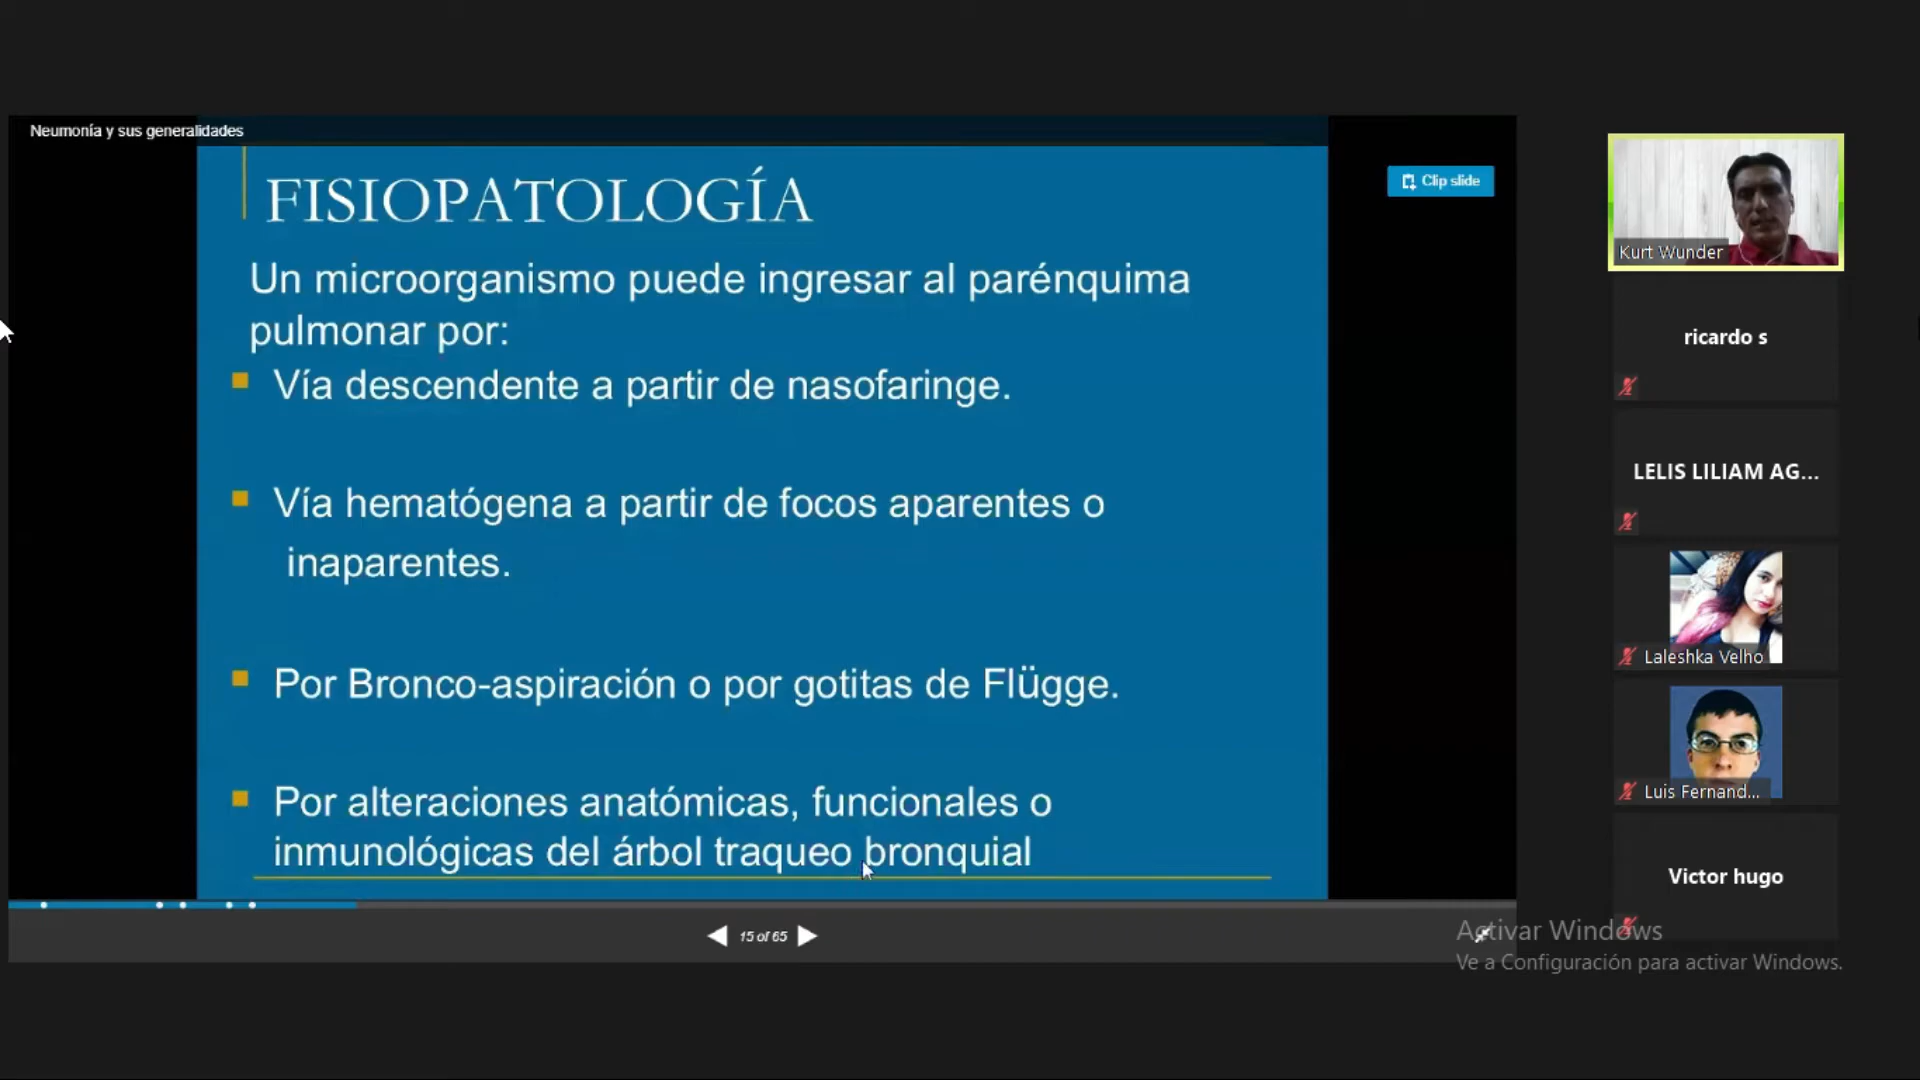 Neumonía y sus generalidades
FISIOPATOLOGÍA
Clip slide
Un microorganismo puede ingresar al parénquima
pulmonar por:
Vía descendente a partir de nasofaringe.
Vía hematógena a partir de focos aparentes o
inaparentes.
Por Bronco-aspiración o por gotitas de Flügge.
Por alteraciones anatómicas, funcionales o
inmunológicas del árbol traqueo bronquial
15 of 65
Kurt Wunder
ricardo s
LELIS LILIAM AG...
Laleshka Velho
Luis Fernand...
Victor hugo
Activar Windows
Ve a Configuración para activar Windows.